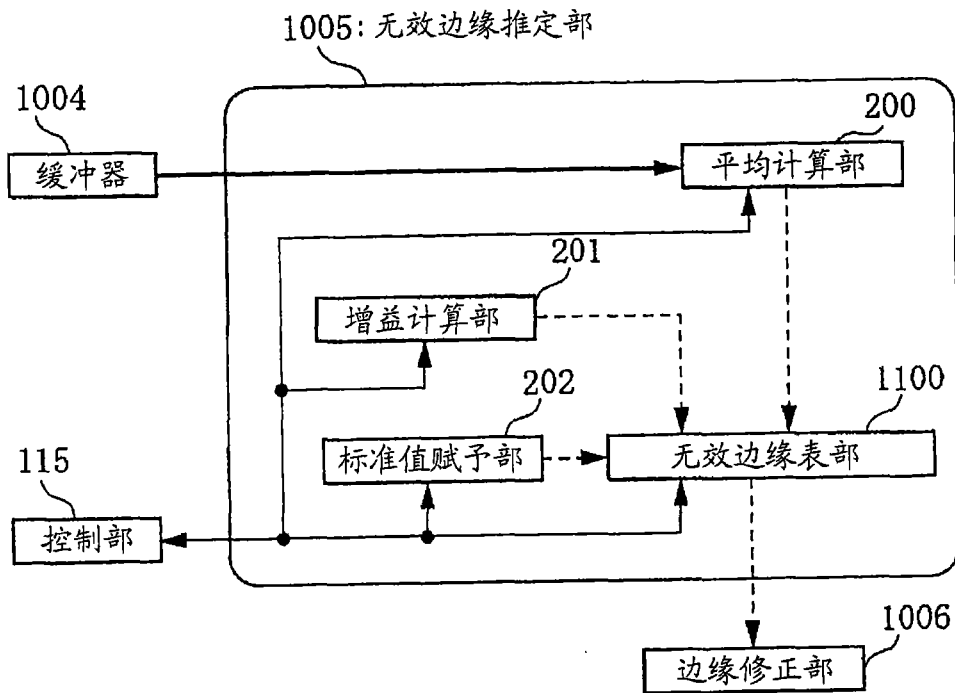 1005: 无效边缘推定部
1004
缓冲器
200
平均计算部
201
增益计算部
202
标准值赋予部
1100
无效边缘表部
115
控制部
1006
边缘修正部